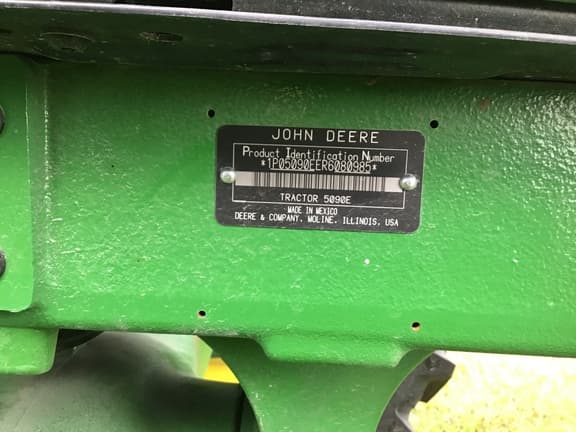 JOHN DEERE
Product Identification Number
*1P05090EER6080985*
TRACTOR 5090E
MADE IN MEXICO
DEERE & COMPANY, MOLINE, ILLINOIS, USA